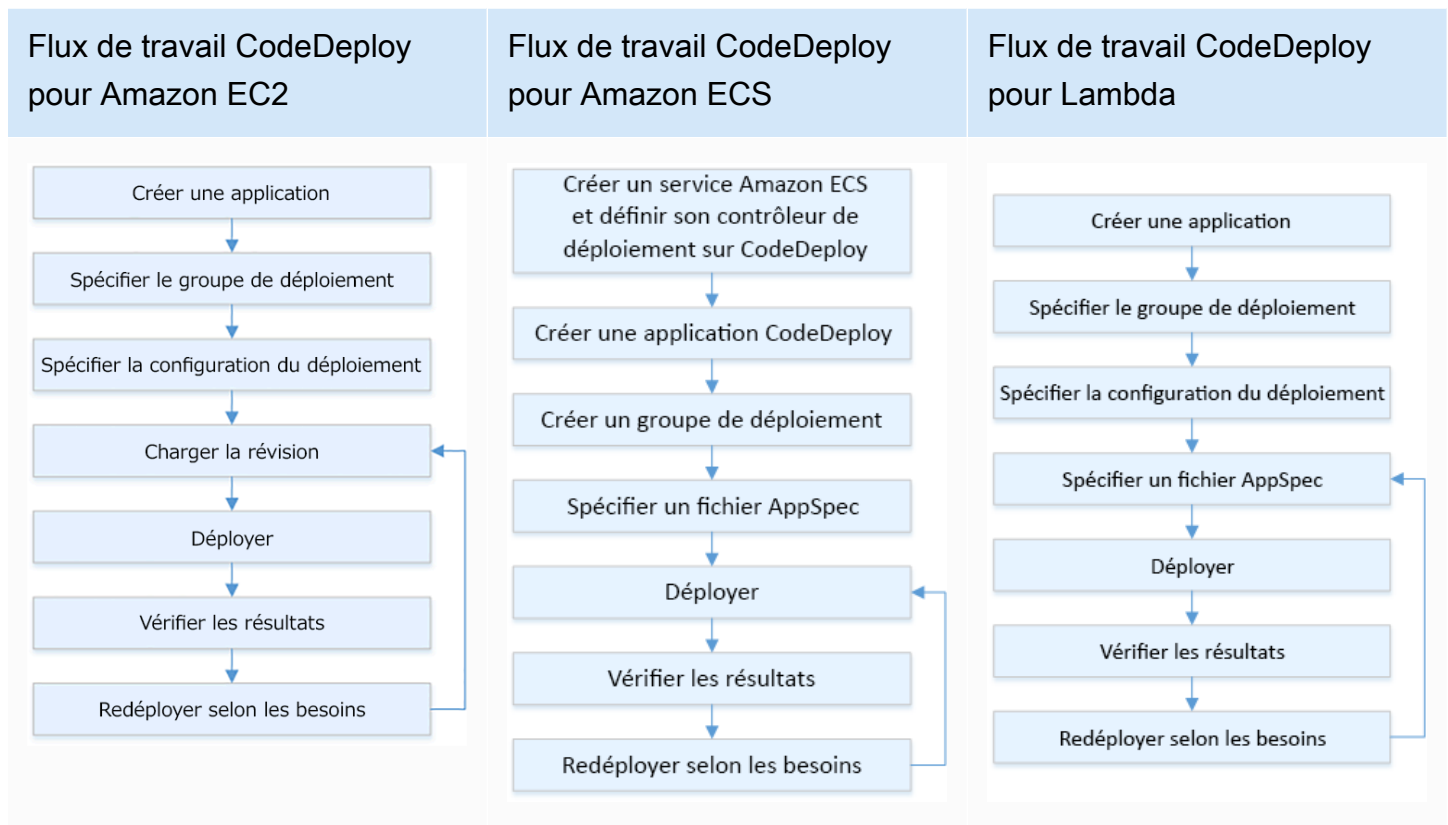 Flux de travail CodeDeploy
pour Amazon EC2
Créer une application
Spécifier le groupe de déploiement
Spécifier la configuration du déploiement
Charger la révision
Déployer
Vérifier les résultats
Redéployer selon les besoins
Flux de travail CodeDeploy
pour Amazon ECS
Créer un service Amazon ECS
et définir son contrôleur de
déploiement sur CodeDeploy
Créer une application CodeDeploy
Créer un groupe de déploiement
Spécifier un fichier AppSpec
Déployer
Vérifier les résultats
Redéployer selon les besoins
Flux de travail CodeDeploy
pour Lambda
Créer une application
Spécifier le groupe de déploiement
Spécifier la configuration du déploiement
Spécifier un fichier AppSpec
Déployer
Vérifier les résultats
Redéployer selon les besoins